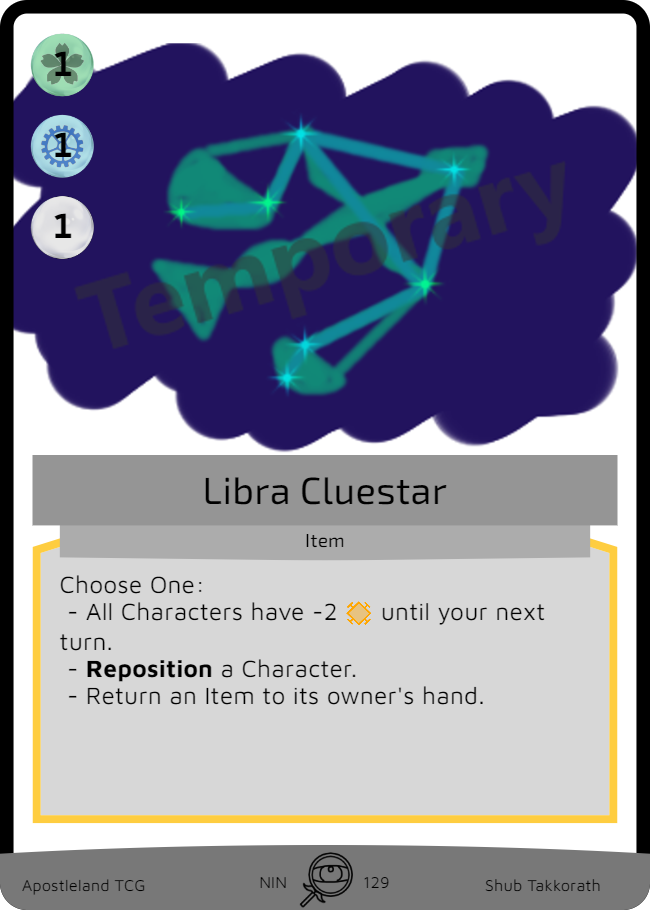 1
1
1
Temporary
Libra Cluestar
Item
Choose One:
- All Characters have -2 until your next
turn.
- Reposition a Character.
- Return an Item to its owner's hand.
Apostleland TCG
NIN
129
Shub Takkorath